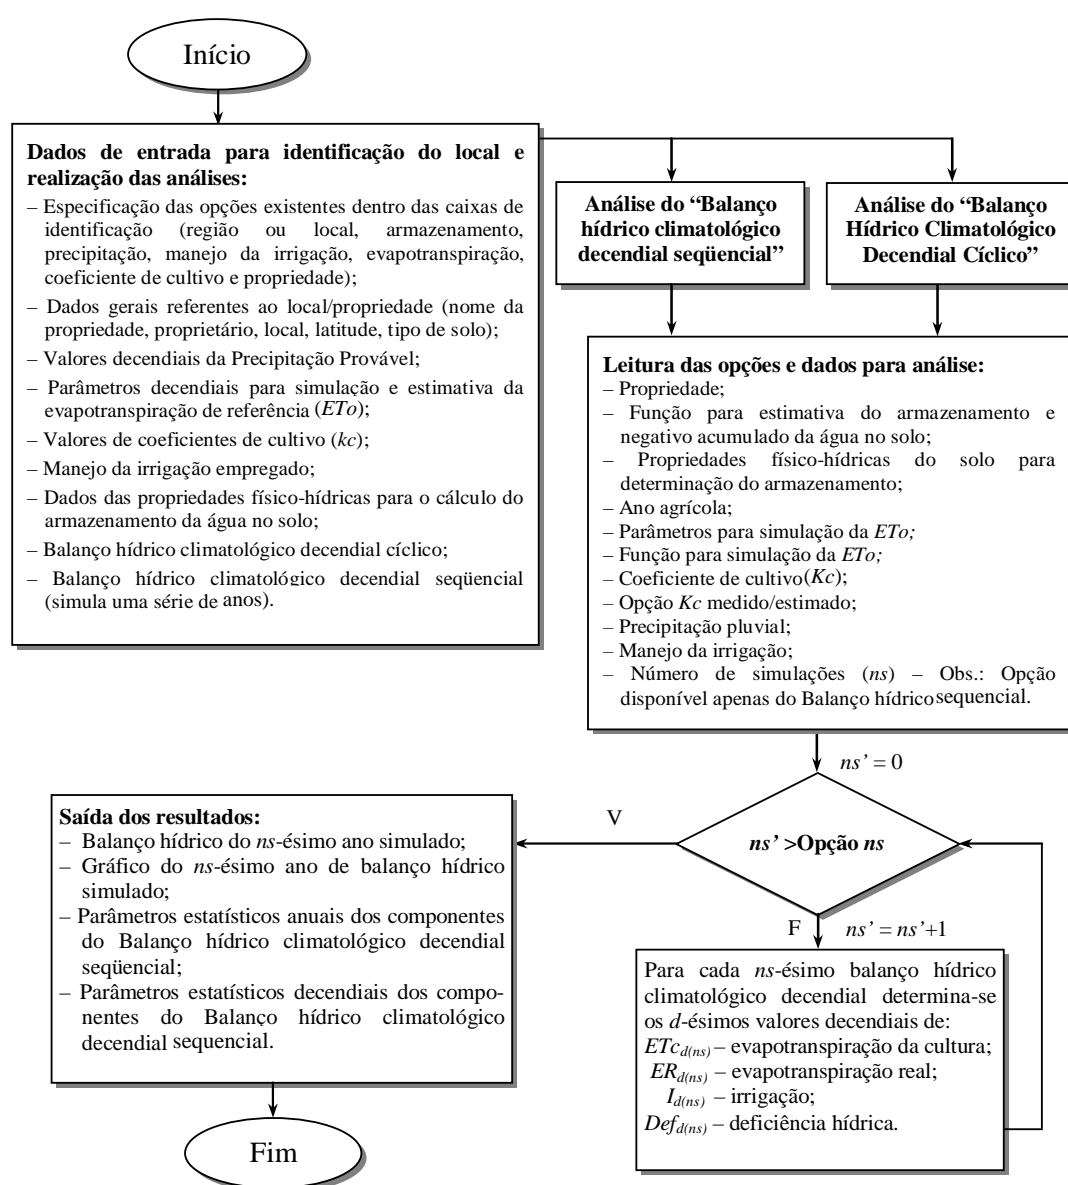 Início
Dados de entrada para identificação do local e
realização das análises:
– Especificação das opções existentes dentro das caixas de
identificação (região ou local, armazenamento,
precipitação, manejo da irrigação, evapotranspiração,
coeficiente de cultivo e propriedade);
– Dados gerais referentes ao local/propriedade (nome da
propriedade, proprietário, local, latitude, tipo de solo);
– Valores decendiais da Precipitação Provável;
– Parâmetros decendiais para simulação e estimativa da
evapotranspiração de referência (ETo);
– Valores de coeficientes de cultivo (kc);
– Manejo da irrigação empregado;
– Dados das propriedades físico-hídricas para o cálculo do
armazenamento da água no solo;
– Balanço hídrico climatológico decendial cíclico;
– Balanço hídrico climatológico decendial seqüencial
(simula uma série de anos).
Análise do “Balanço
hídrico climatológico
decendial seqüencial”
Análise do “Balanço
Hídrico Climatológico
Decendial Cíclico”
Leitura das opções e dados para análise:
– Propriedade;
– Função para estimativa do armazenamento e
negativo acumulado da água no solo;
– Propriedades físico-hídricas do solo para
determinação do armazenamento;
– Ano agrícola;
– Parâmetros para simulação da ETo;
– Função para simulação da ETo;
– Coeficiente de cultivo(Kc);
– Opção Kc medido/estimado;
– Precipitação pluvial;
– Manejo da irrigação;
– Número de simulações (ns) – Obs.: Opção
disponível apenas do Balanço hídrico sequencial.
ns’ = 0
ns’ >Opção ns
V
F
ns’ = ns’+1
Saída dos resultados:
– Balanço hídrico do ns-ésimo ano simulado;
– Gráfico do ns-ésimo ano de balanço hídrico
simulado;
– Parâmetros estatísticos anuais dos componentes
do Balanço hídrico climatológico decendial
seqüencial;
– Parâmetros estatísticos decendiais dos compo-
nentes do Balanço hídrico climatológico
decendial sequencial.
Para cada ns-ésimo balanço hídrico
climatológico decendial determina-se
os d-ésimos valores decendiais de:
ETc d(ns) – evapotranspiração da cultura;
ER d(ns) – evapotranspiração real;
I d(ns) – irrigação;
Def d(ns) – deficiência hídrica.
Fim